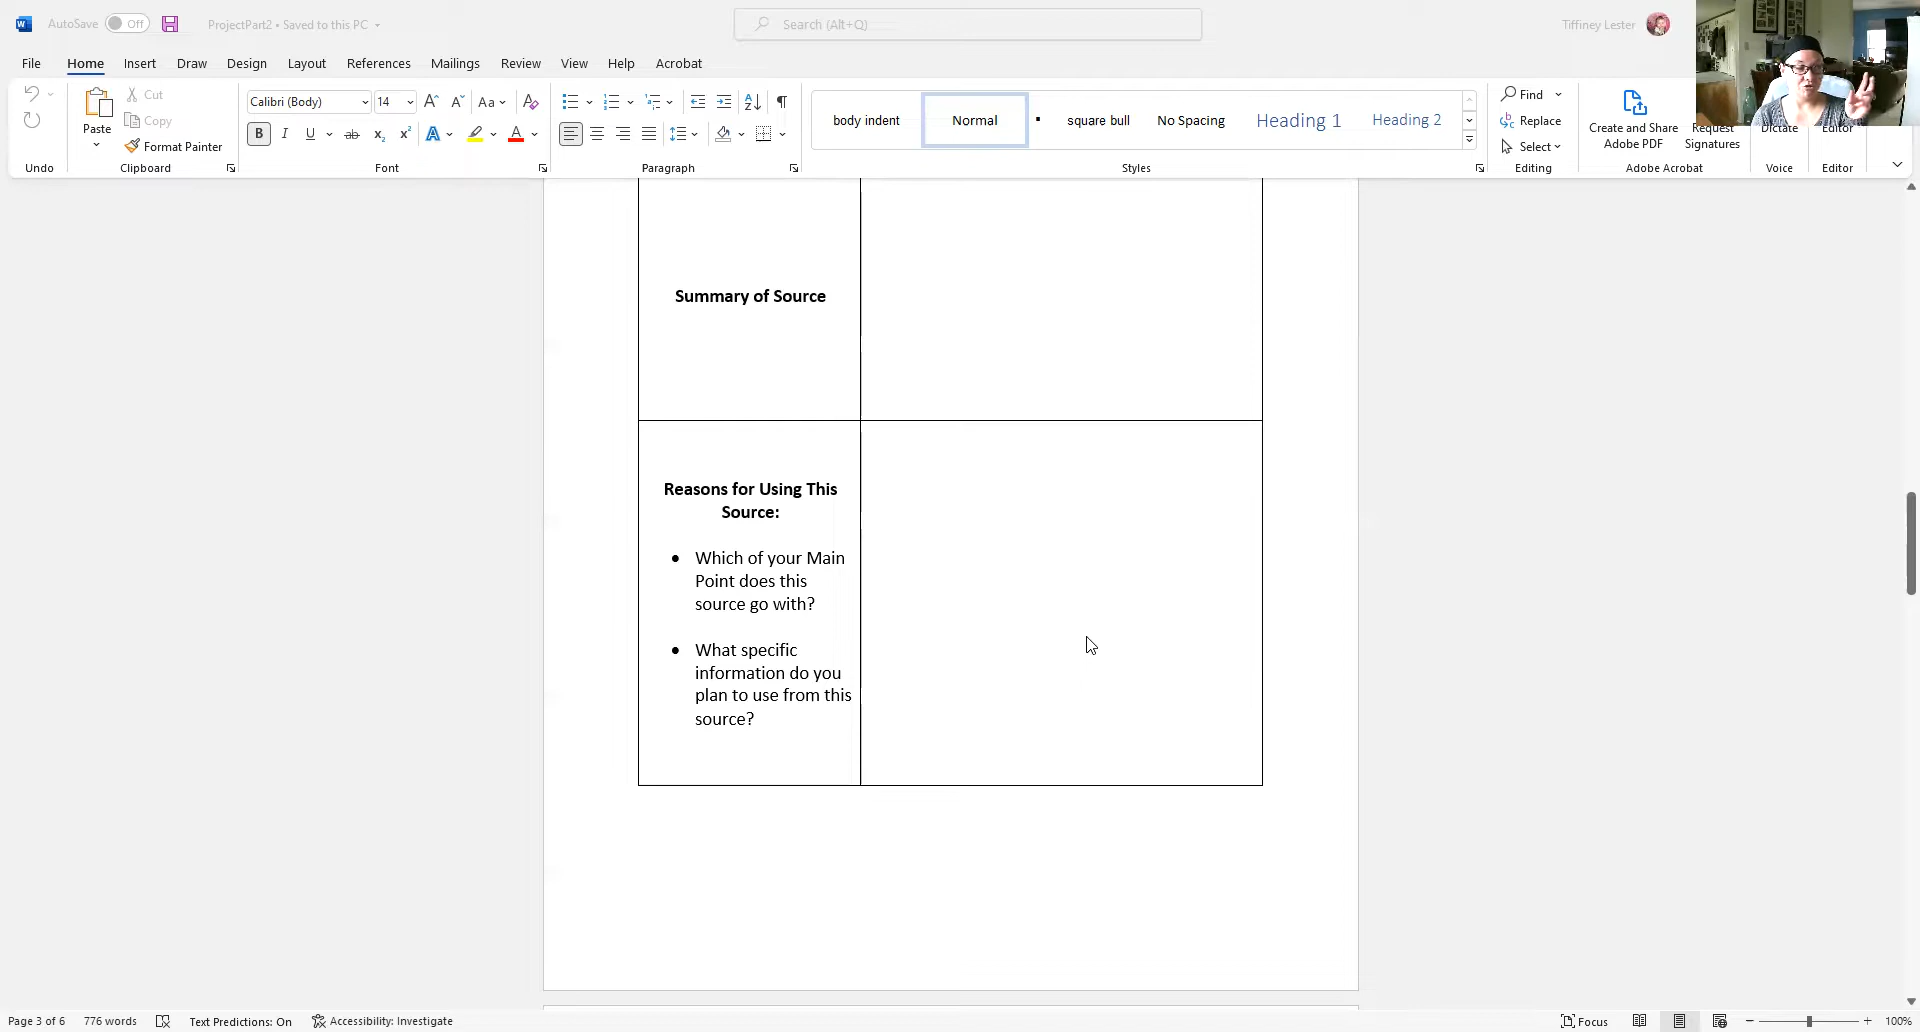 AutoSave Off ProjectPart2 • Saved to this PC Search (Alt+Q) Tiffiney Lester
File Home Insert Draw Design Layout References Mailings Review View Help Acrobat
Paste
Cut
Copy
Format Painter
Calibri (Body) 14
body indent Normal square bull No Spacing Heading 1 Heading 2
Find
Replace
Select
Create and Share
Adobe PDF
Request
Signatures
Dictate
Editor
Undo Clipboard Font Paragraph Styles Editing Adobe Acrobat Voice Editor
Summary of Source
Reasons for Using This
Source:
• Which of your Main
Point does this
source go with?
• What specific
information do you
plan to use from this
source?
Page 3 of 6 776 words Text Predictions: On Accessibility: Investigate Focus 100%